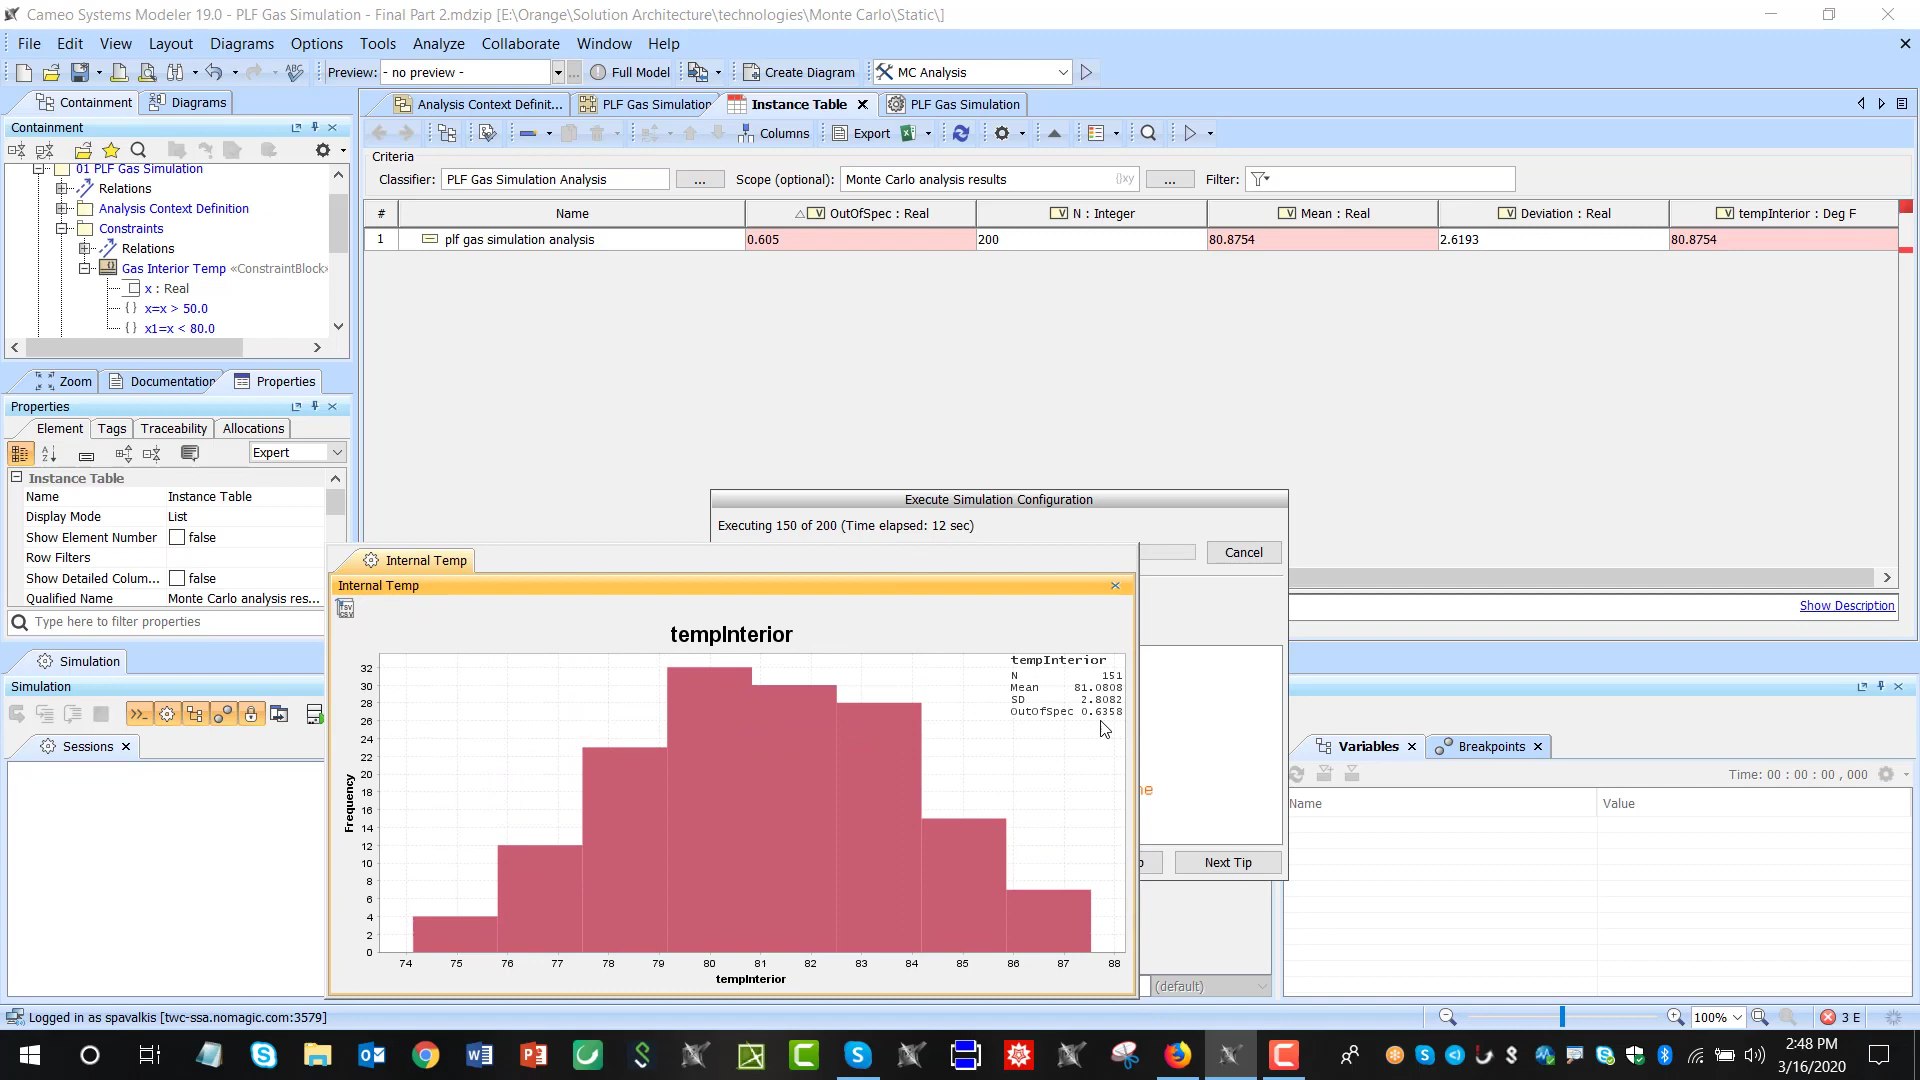 Cameo Systems Modeler 19.0 - PLF Gas Simulation - Final Part 2.mdzip [E:\Orange\Solution Architecture\technologies\Monte Carlo\Static\]
File Edit View Layout Diagrams Options Tools Analyze Collaborate Window Help
Preview: - no preview - ... Full Model Create Diagram MC Analysis
Containment Diagrams
Analysis Context Definit... PLF Gas Simulation Instance Table PLF Gas Simulation
Containment
Columns Export
Criteria
Classifier: PLF Gas Simulation Analysis ... Scope (optional): Monte Carlo analysis results {}xy ... Filter:
01 PLF Gas Simulation
Relations
Analysis Context Definition
Constraints
Relations
Gas Interior Temp «ConstraintBlock»
x : Real
{} x=x > 50.0
{} x1=x < 80.0
# Name OutOfSpec : Real N : Integer Mean : Real Deviation : Real tempInterior : Deg F
1 plf gas simulation analysis 0.605 200 80.8754 2.6193 80.8754
Zoom Documentation Properties
Properties
Element Tags Traceability Allocations
Expert
Instance Table
Name Instance Table
Display Mode List
Show Element Number false
Row Filters
Show Detailed Colum... false
Qualified Name Monte Carlo analysis res...
Type here to filter properties
Execute Simulation Configuration
Executing 150 of 200 (Time elapsed: 12 sec)
Cancel
Show Description
Internal Temp
Internal Temp
TSV
CSV
tempInterior
tempInterior
N 151
Mean 81.0808
SD 2.8082
OutOfSpec 0.6358
Frequency
32
30
28
26
24
22
20
18
16
14
12
10
8
6
4
2
0
74 75 76 77 78 79 80 81 82 83 84 85 86 87 88
tempInterior
Next Tip
(default)
Simulation
Simulation
Sessions
Variables Breakpoints
Time: 00 : 00 : 00 , 000
Name Value
Logged in as spavalkis [twc-ssa.nomagic.com:3579]
100% 3 E
2:48 PM
3/16/2020